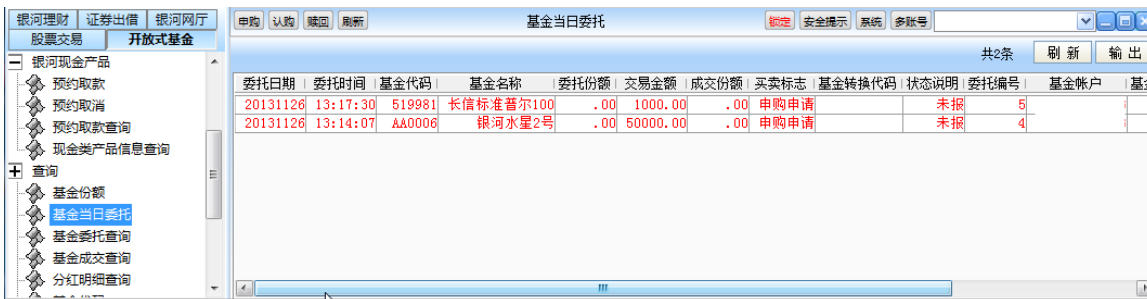 银河理财 证券出借 银河网厅
股票交易 开放式基金
申购 认购 赎回 刷新 基金当日委托 锁定 安全提示 系统 多账号
共2条 刷新 输出
银河现金产品
预约取款
预约取消
预约取款查询
现金类产品信息查询
查询
基金份额
基金当日委托
基金委托查询
基金成交查询
分红明细查询
委托日期 委托时间 基金代码 基金名称 委托份额 交易金额 成交份额 买卖标志 基金转换代码 状态说明 委托编号 基金帐户
20131126 13:17:30 519981 长信标准普尔100 .00 1000.00 .00 申购申请 未报 5
20131126 13:14:07 AA0006 银河水星2号 .00 50000.00 .00 申购申请 未报 4